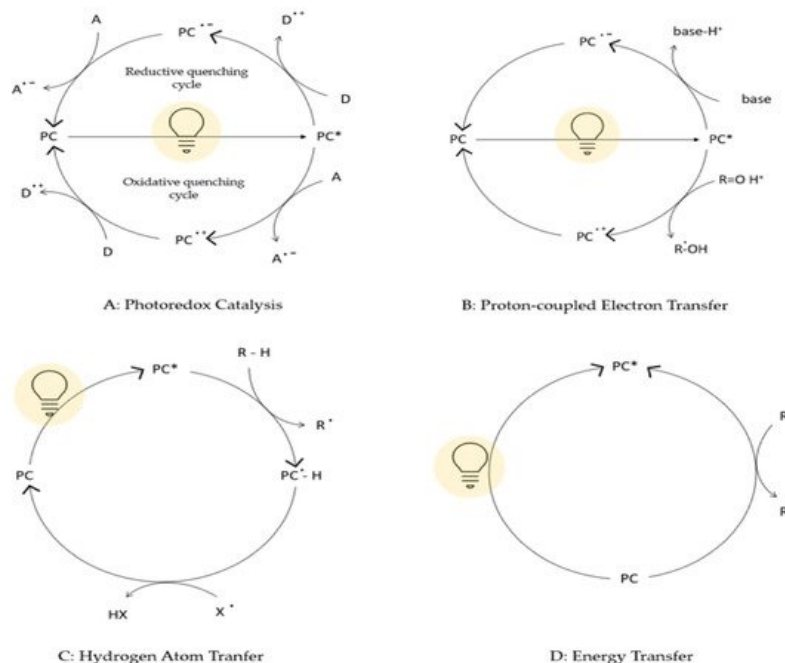 A
PC •−
D••
Reductive quenching
cycle
A•−
D
PC
PC*
Oxidative quenching
cycle
A
D••
D
PC••
A•−
A: Photoredox Catalysis
PC •−
base-H+
base
PC
PC*
R=O H+
PC••
R-OH
B: Proton-coupled Electron Transfer
PC*
R - H
R•
PC
PC•- H
HX
X•
C: Hydrogen Atom Tranfer
PC*
R
R
PC
D: Energy Transfer